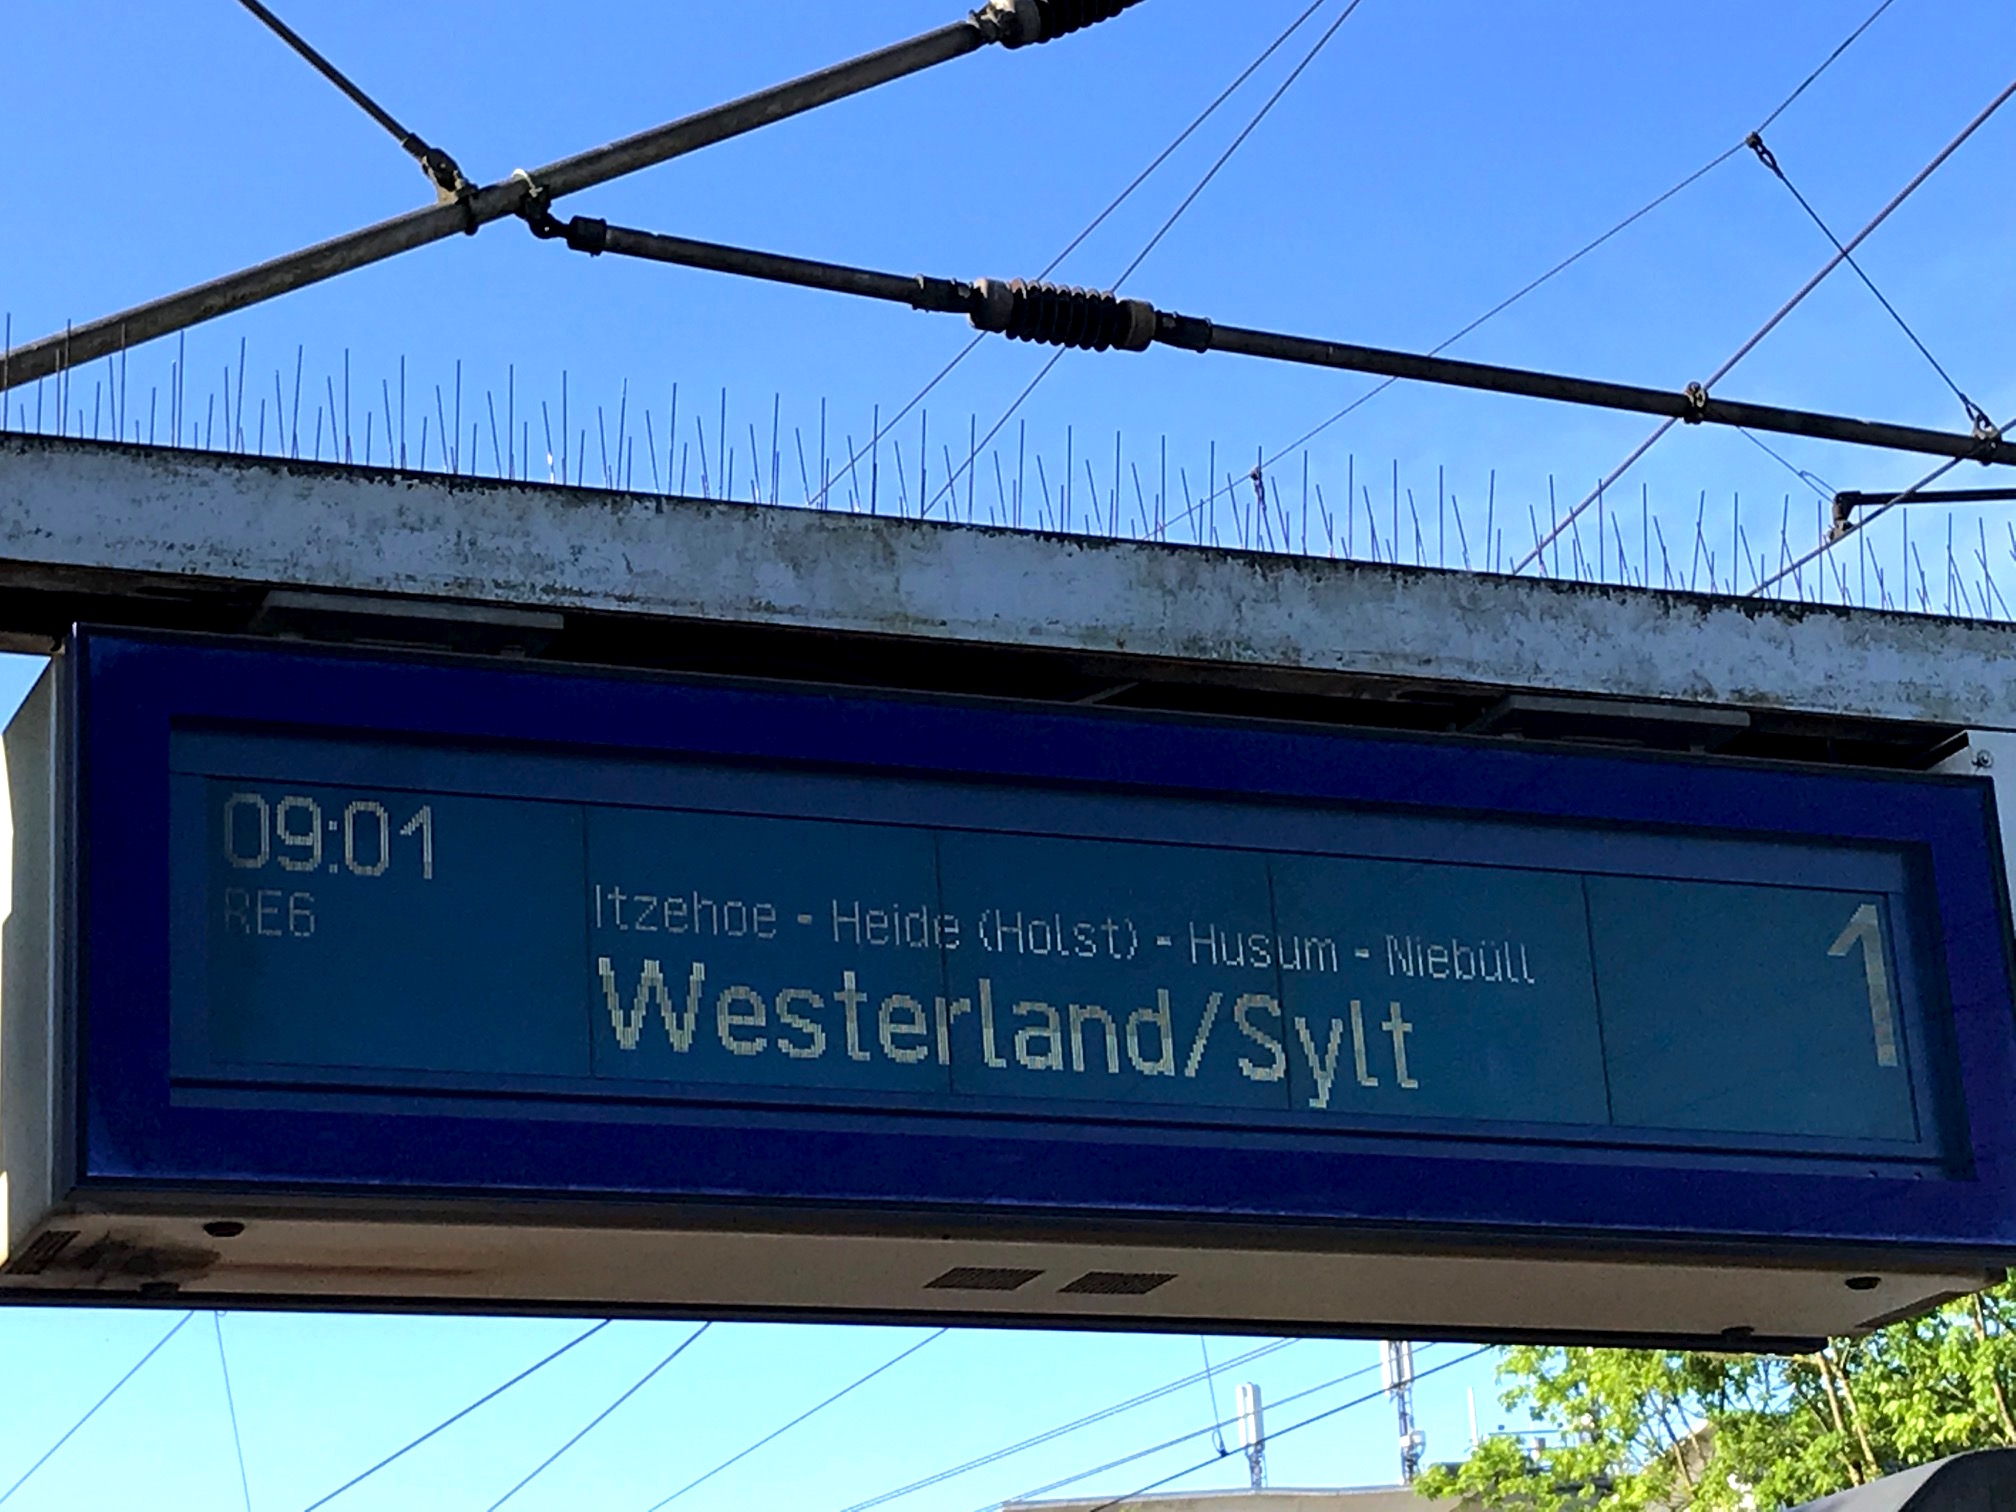 09:01
RE6
Itzehoe - Heide (Holst) - Husum - Niebüll
Westerland/Sylt
1